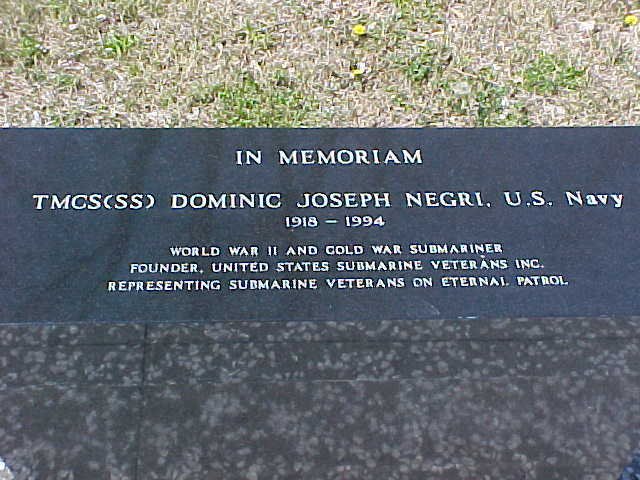 IN MEMORIAM
TMCS(SS) DOMINIC JOSEPH NEGRI, U.S. Navy
1918 – 1994
WORLD WAR II AND COLD WAR SUBMARINER
FOUNDER, UNITED STATES SUBMARINE VETERANS INC.
REPRESENTING SUBMARINE VETERANS ON ETERNAL PATROL